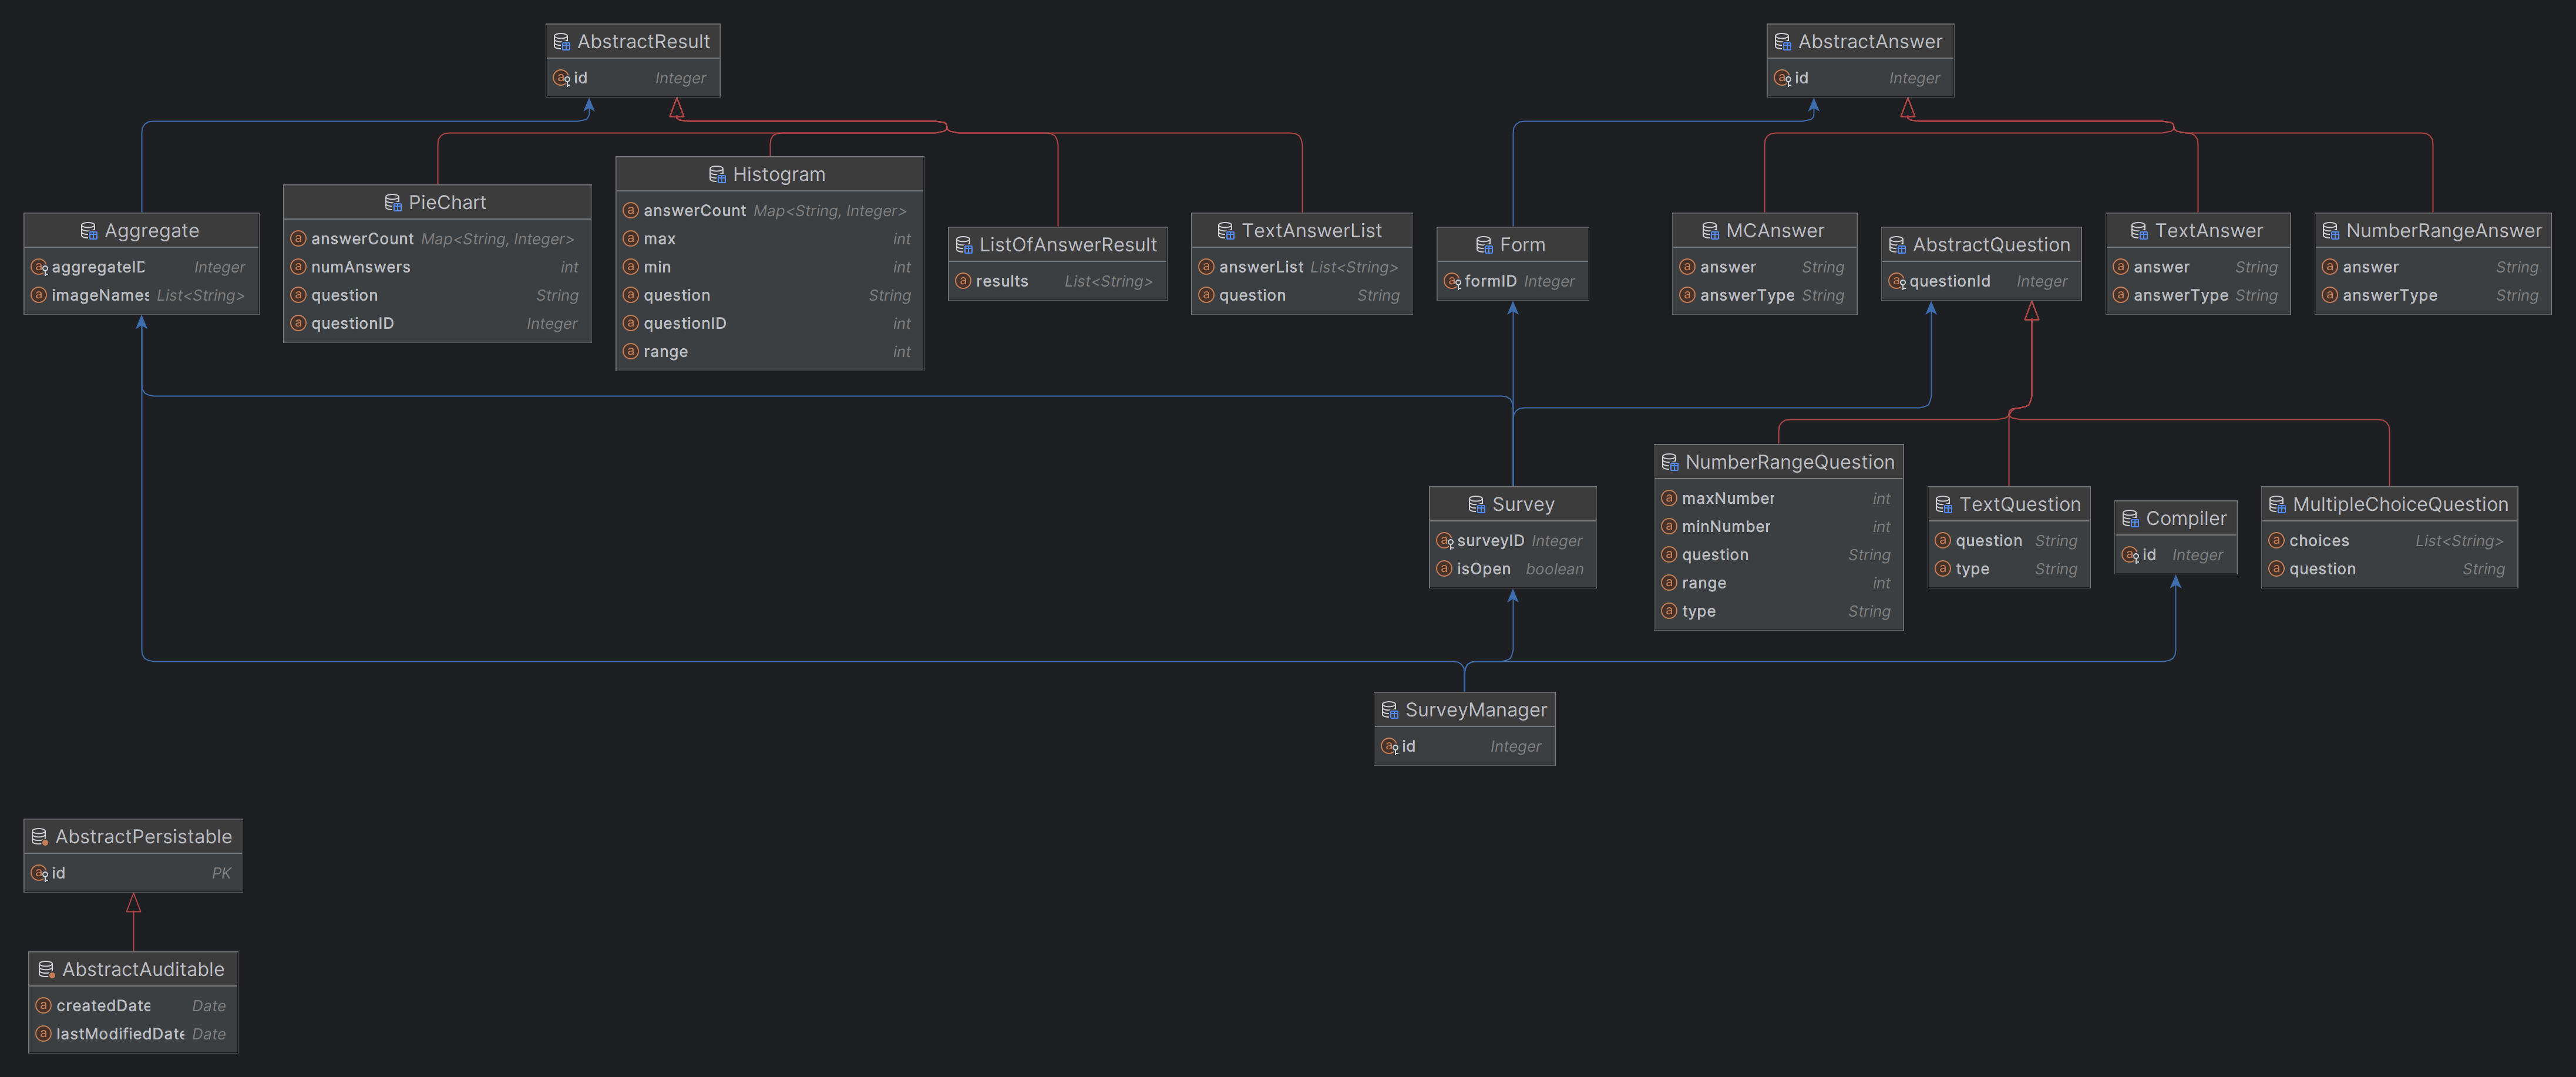 AbstractResult
id Integer
AbstractAnswer
id Integer
Aggregate
aggregateID Integer
imageNames List<String>
PieChart
answerCount Map<String, Integer>
numAnswers int
question String
questionID Integer
Histogram
answerCount Map<String, Integer>
max int
min int
question String
questionID int
range int
ListOfAnswerResult
results List<String>
TextAnswerList
answerList List<String>
question String
Form
formID Integer
MCAnswer
answer String
answerType String
AbstractQuestion
questionId Integer
TextAnswer
answer String
answerType String
NumberRangeAnswer
answer String
answerType String
Survey
surveyID Integer
isOpen boolean
NumberRangeQuestion
maxNumber int
minNumber int
question String
range int
type String
TextQuestion
question String
type String
Compiler
id Integer
MultipleChoiceQuestion
choices List<String>
question String
SurveyManager
id Integer
AbstractPersistable
id PK
AbstractAuditable
createdDate Date
lastModifiedDate Date